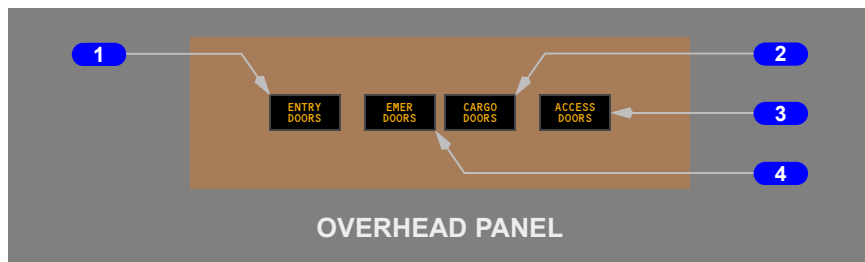 1
2
ENTRY
DOORS
EMER
DOORS
CARGO
DOORS
ACCESS
DOORS
3
4
OVERHEAD PANEL